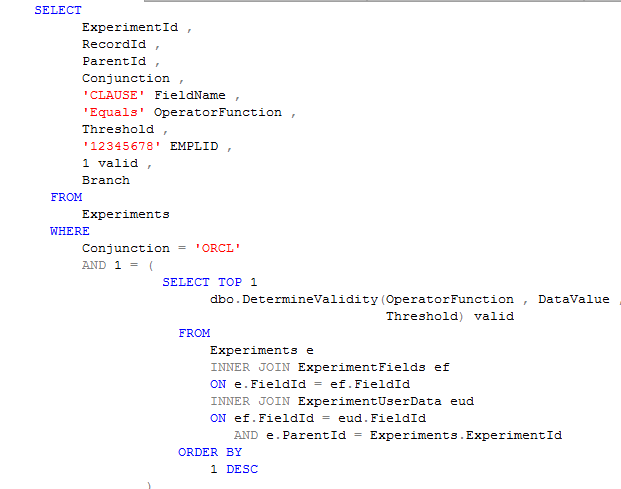 SELECT
ExperimentId ,
RecordId ,
ParentId ,
Conjunction ,
'CLAUSE' FieldName ,
'Equals' OperatorFunction ,
Threshold ,
'12345678' EMPLID ,
1 valid ,
Branch
FROM
Experiments
WHERE
Conjunction = 'ORCL'
AND 1 = (
SELECT TOP 1
dbo.DetermineValidity(OperatorFunction , DataValue ,
Threshold) valid
FROM
Experiments e
INNER JOIN ExperimentFields ef
ON e.FieldId = ef.FieldId
INNER JOIN ExperimentUserData eud
ON ef.FieldId = eud.FieldId
AND e.ParentId = Experiments.ExperimentId
ORDER BY
1 DESC
)